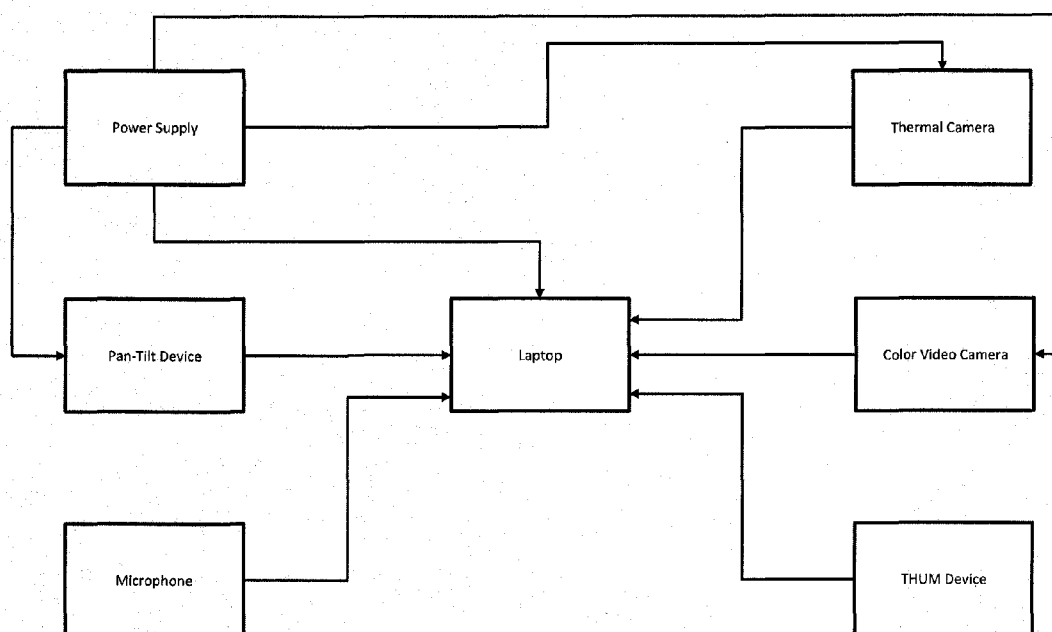 Power Supply
Thermal Camera
Pan-Tilt Device
Laptop
Color Video Camera
Microphone
THUM Device